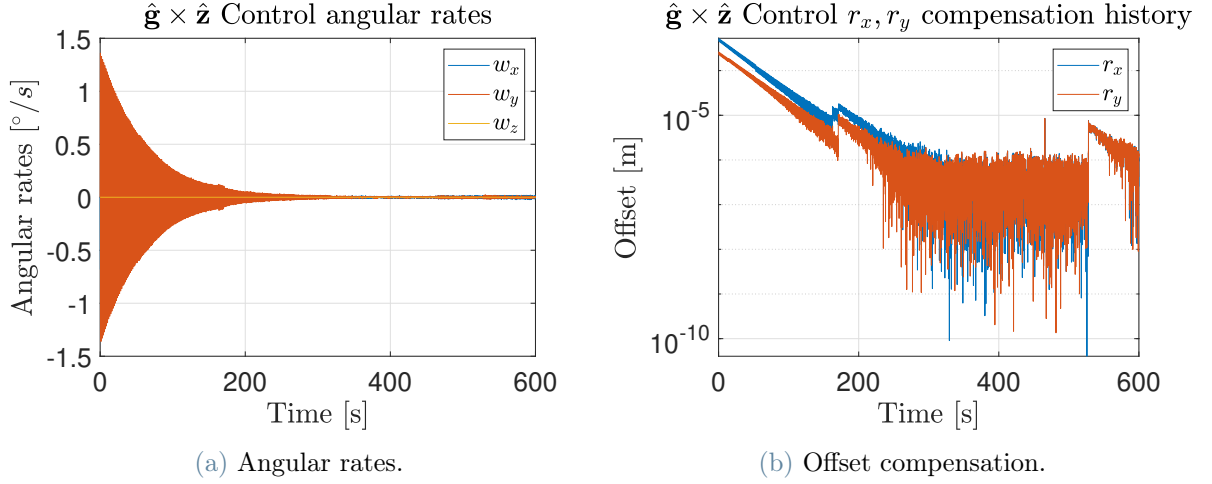 ĝ × ẑ Control angular rates
1.5
1
0.5
0
-0.5
-1
-1.5
Angular rates [°/s]
w_x
w_y
w_z
0 200 400 600
Time [s]
(a) Angular rates.
ĝ × ẑ Control r_x, r_y compensation history
10^-5
10^-10
Offset [m]
r_x
r_y
0 200 400 600
Time [s]
(b) Offset compensation.